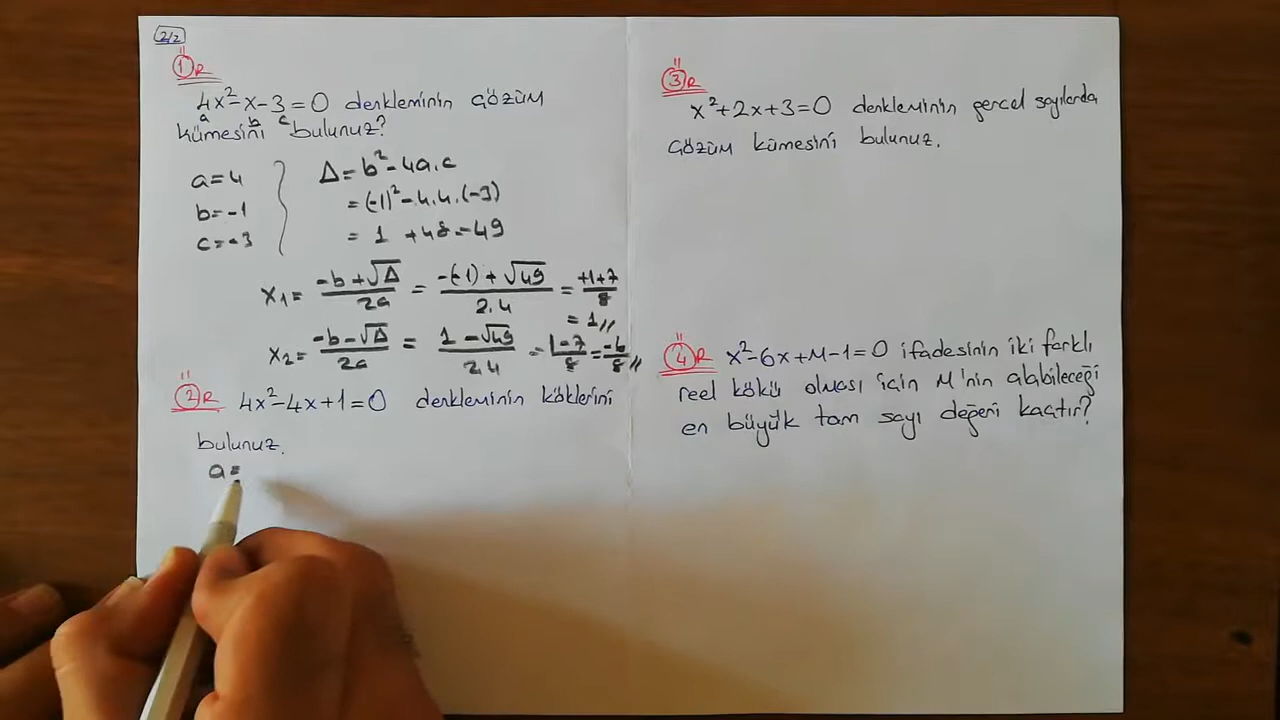 2/2
1 R
4x²-x-3=0 denkleminin çözüm
a b c
kümesini bulunuz?
a=4
b=-1
c=-3
Δ=b²-4a.c
=(-1)²-4.4.(-3)
= 1 +48=49
x₁= -b+√Δ/2a = -(-1)+√49/2.4 = +1+7/8
=1,,
x₂= -b-√Δ/2a = 1-√49/2.4 = 1-7/8 = -6/8,,
2 R 4x²-4x+1=0 denkleminin köklerini
bulunuz.
a=
3 R
x²+2x+3=0 denkleminin gerçel sayılarda
çözüm kümesini bulunuz.
4 R x²-6x+M-1=0 ifadesinin iki farklı
reel kökü olması için M'nin alabileceği
en büyük tam sayı değeri kaçtır?